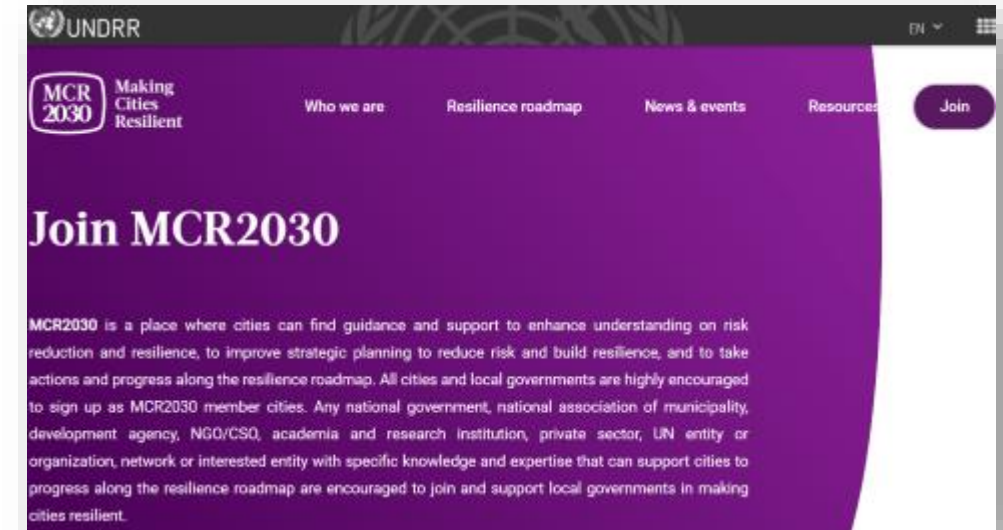 UNDRR
EN
MCR
2030
Making
Cities
Resilient
Who we are
Resilience roadmap
News & events
Resources
Join
Join MCR2030
MCR2030 is a place where cities can find guidance and support to enhance understanding on risk
reduction and resilience, to improve strategic planning to reduce risk and build resilience, and to take
actions and progress along the resilience roadmap. All cities and local governments are highly encouraged
to sign up as MCR2030 member cities. Any national government, national association of municipality,
development agency, NGO/CSO, academia and research institution, private sector, UN entity or
organization, network or interested entity with specific knowledge and expertise that can support cities to
progress along the resilience roadmap are encouraged to join and support local governments in making
cities resilient.